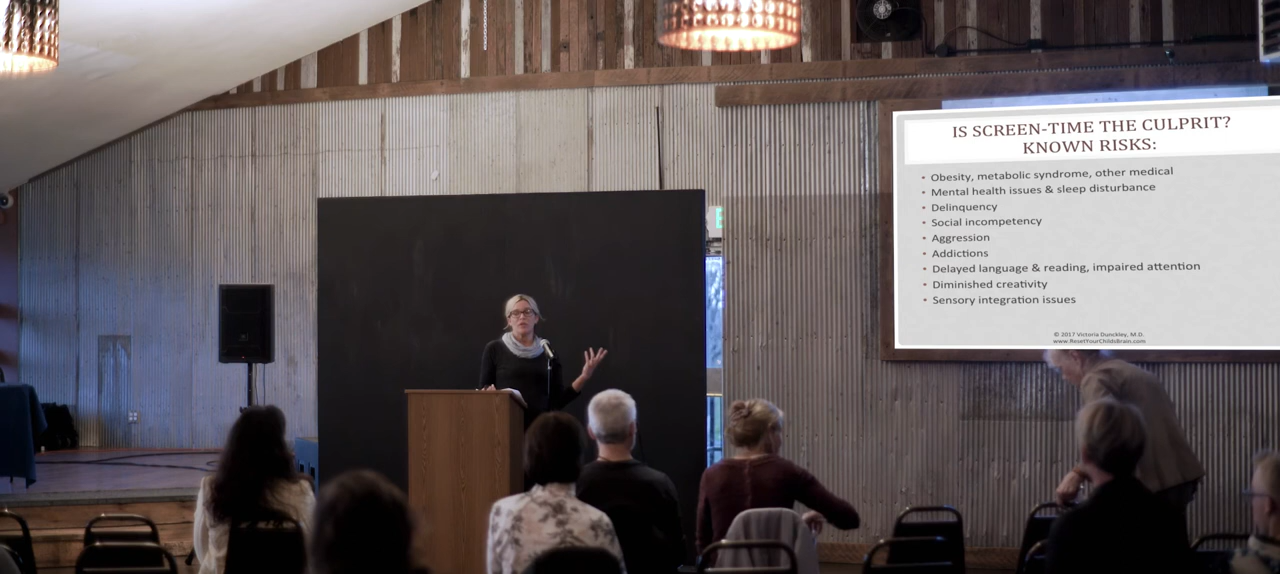 IS SCREEN-TIME THE CULPRIT?
KNOWN RISKS:
• Obesity, metabolic syndrome, other medical
• Mental health issues & sleep disturbance
• Delinquency
• Social incompetency
• Aggression
• Addictions
• Delayed language & reading, impaired attention
• Diminished creativity
• Sensory integration issues
© 2017 Victoria Dunckley, M.D.
www.ResetYourChildsBrain.com